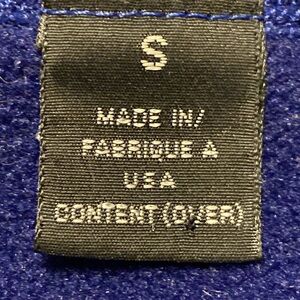 S
MADE IN/
FABRIQUE A
USA
CONTENT (OVER)